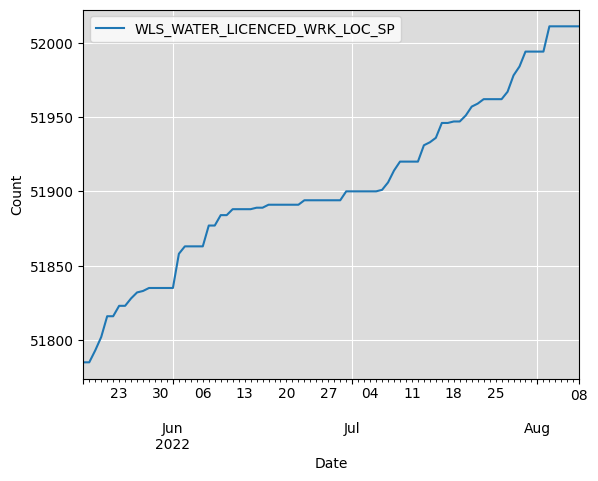 WLS_WATER_LICENCED_WRK_LOC_SP
52000
51950
51900
51850
51800
Count
23 30 06 13 20 27 04 11 18 25 08
Jun Jul Aug
2022
Date